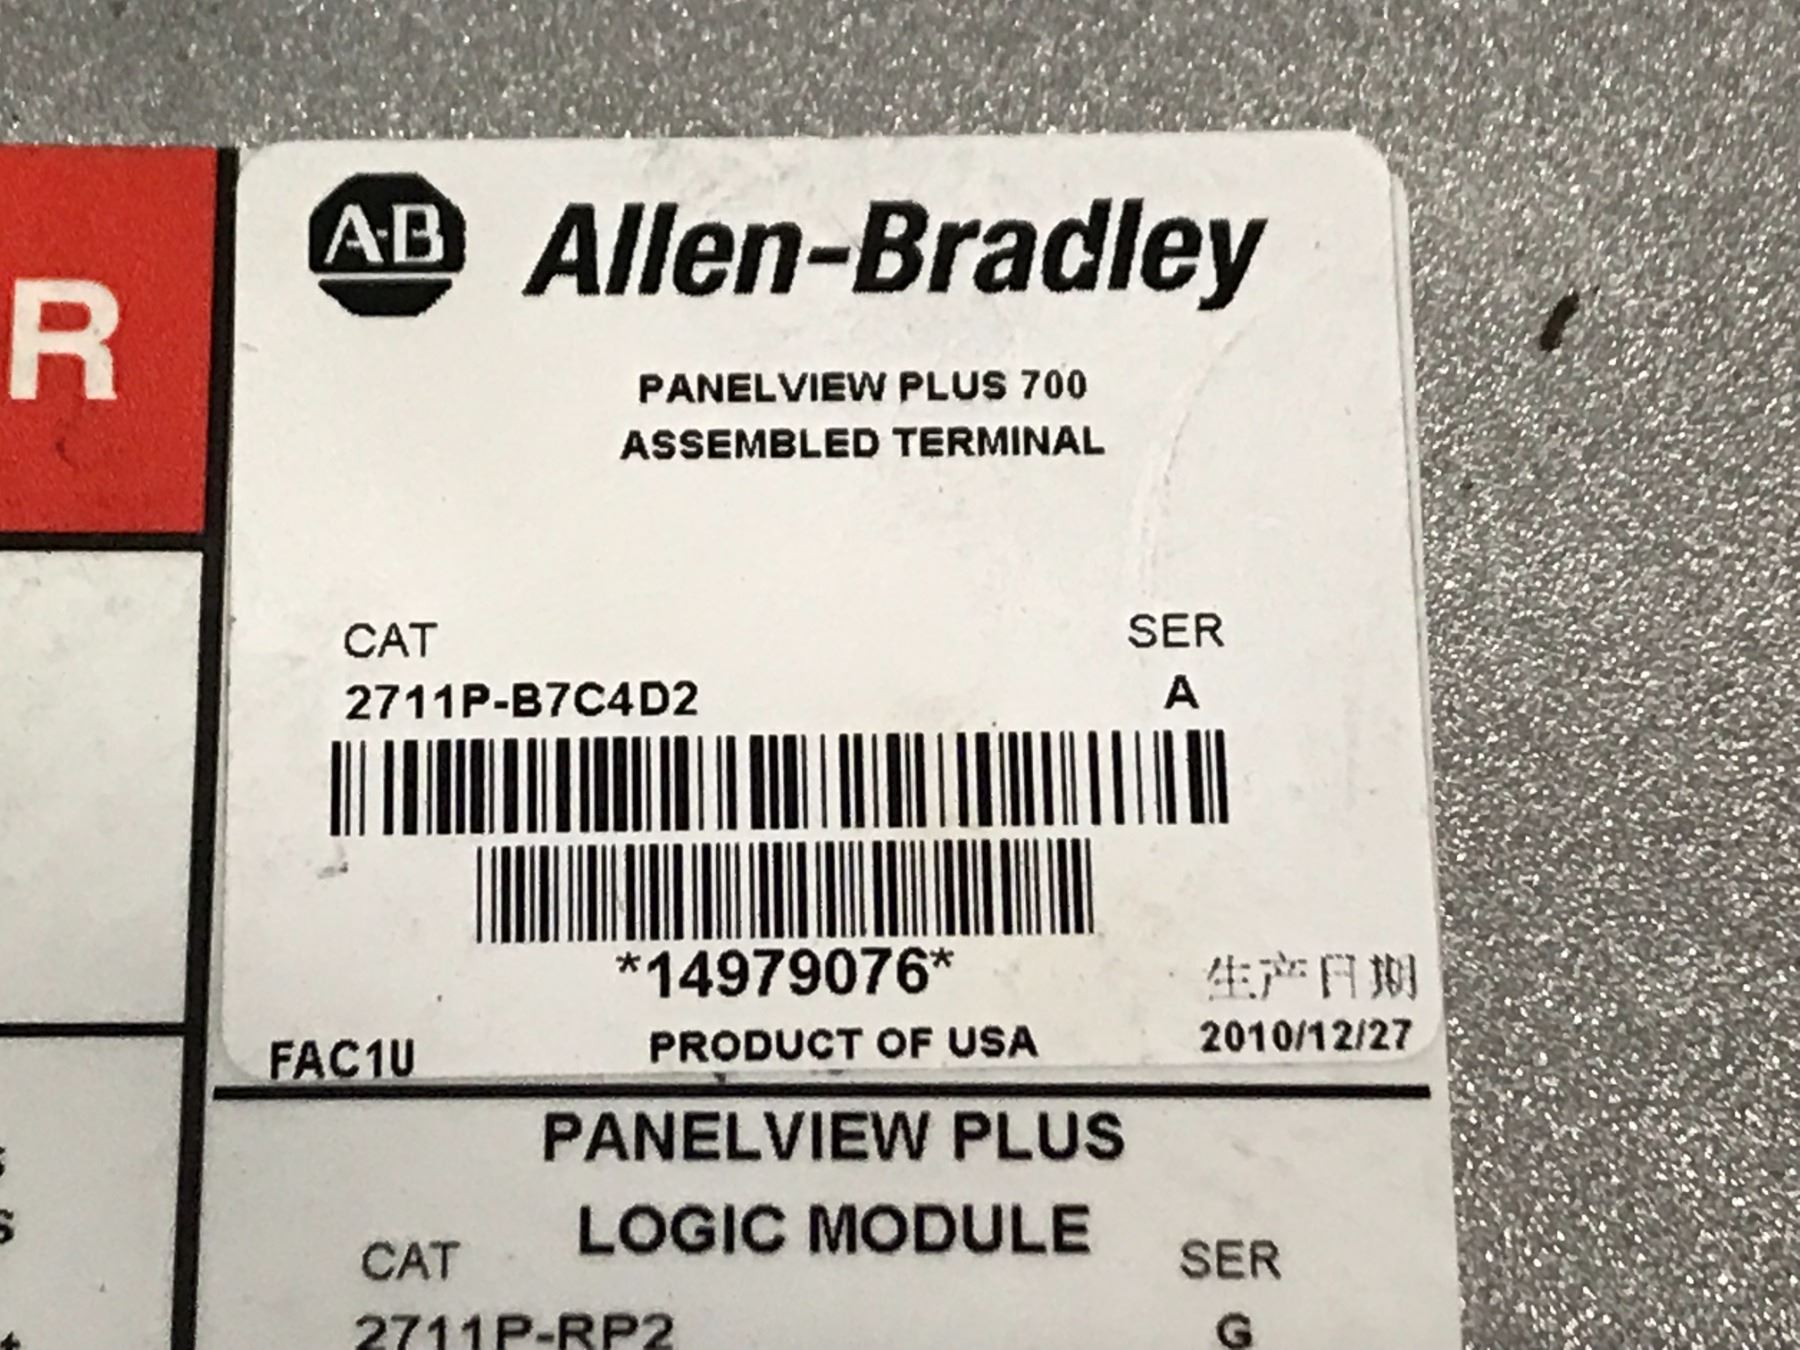 R
A-B
Allen-Bradley
PANELVIEW PLUS 700
ASSEMBLED TERMINAL
CAT SER
2711P-B7C4D2 A
*14979076*
生产日期
FAC1U PRODUCT OF USA 2010/12/27
PANELVIEW PLUS
LOGIC MODULE
CAT SER
2711P-RP2 G